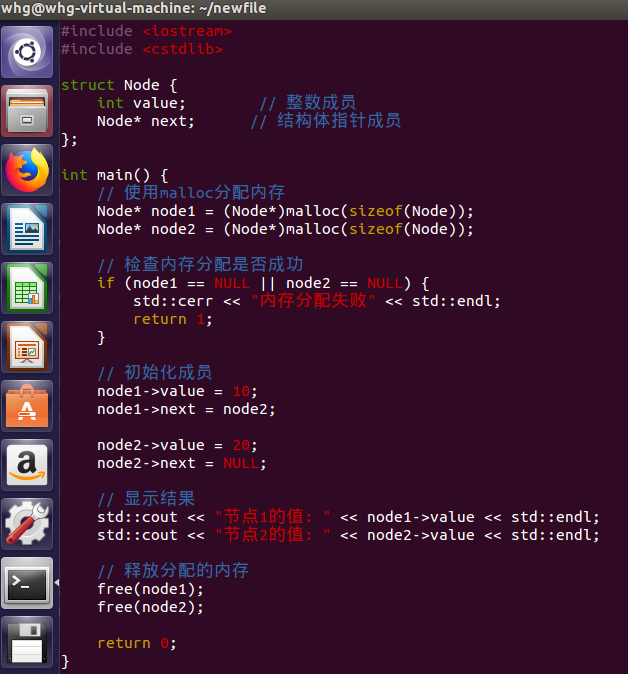 whg@whg-virtual-machine: ~/newfile
#include <iostream>
#include <cstdlib>
struct Node {
    int value;        // 整数成员
    Node* next;      // 结构体指针成员
};
int main() {
    // 使用malloc分配内存
    Node* node1 = (Node*)malloc(sizeof(Node));
    Node* node2 = (Node*)malloc(sizeof(Node));
    // 检查内存分配是否成功
    if (node1 == NULL || node2 == NULL) {
        std::cerr << "内存分配失败" << std::endl;
        return 1;
    }
    // 初始化成员
    node1->value = 10;
    node1->next = node2;
    node2->value = 20;
    node2->next = NULL;
    // 显示结果
    std::cout << "节点1的值: " << node1->value << std::endl;
    std::cout << "节点2的值: " << node2->value << std::endl;
    // 释放分配的内存
    free(node1);
    free(node2);
    return 0;
}